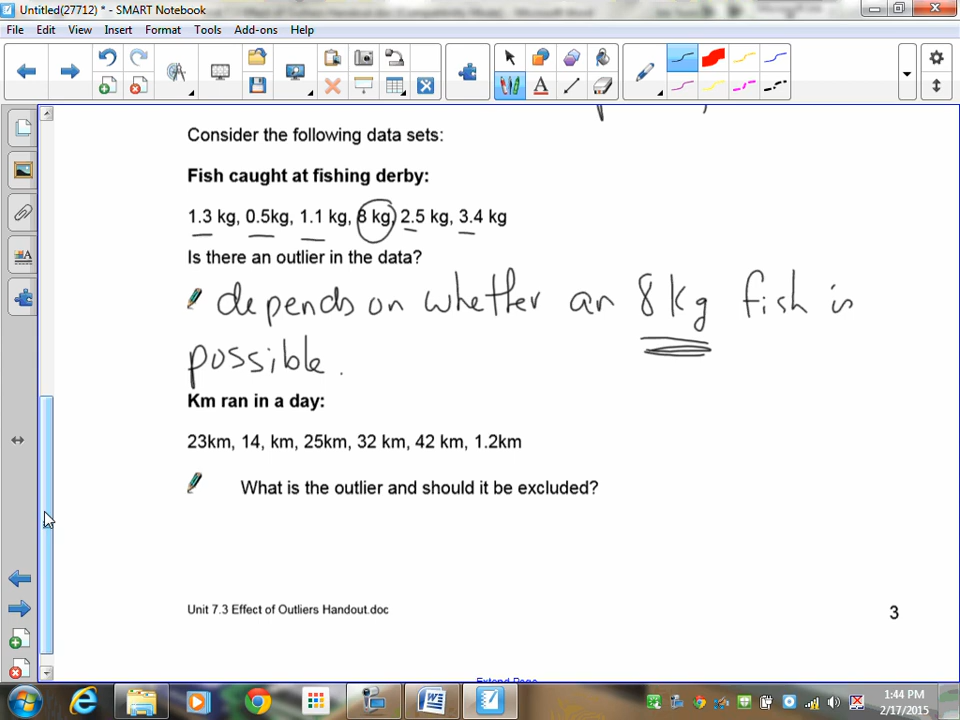 Untitled(27712) * - SMART Notebook
File Edit View Insert Format Tools Add-ons Help
Consider the following data sets:
Fish caught at fishing derby:
1.3 kg, 0.5kg, 1.1 kg, 8 kg, 2.5 kg, 3.4 kg
Is there an outlier in the data?
depends on whether an 8 kg fish is
possible.
Km ran in a day:
23km, 14, km, 25km, 32 km, 42 km, 1.2km
What is the outlier and should it be excluded?
Unit 7.3 Effect of Outliers Handout.doc
3
Extend Page
1:44 PM
2/17/2015